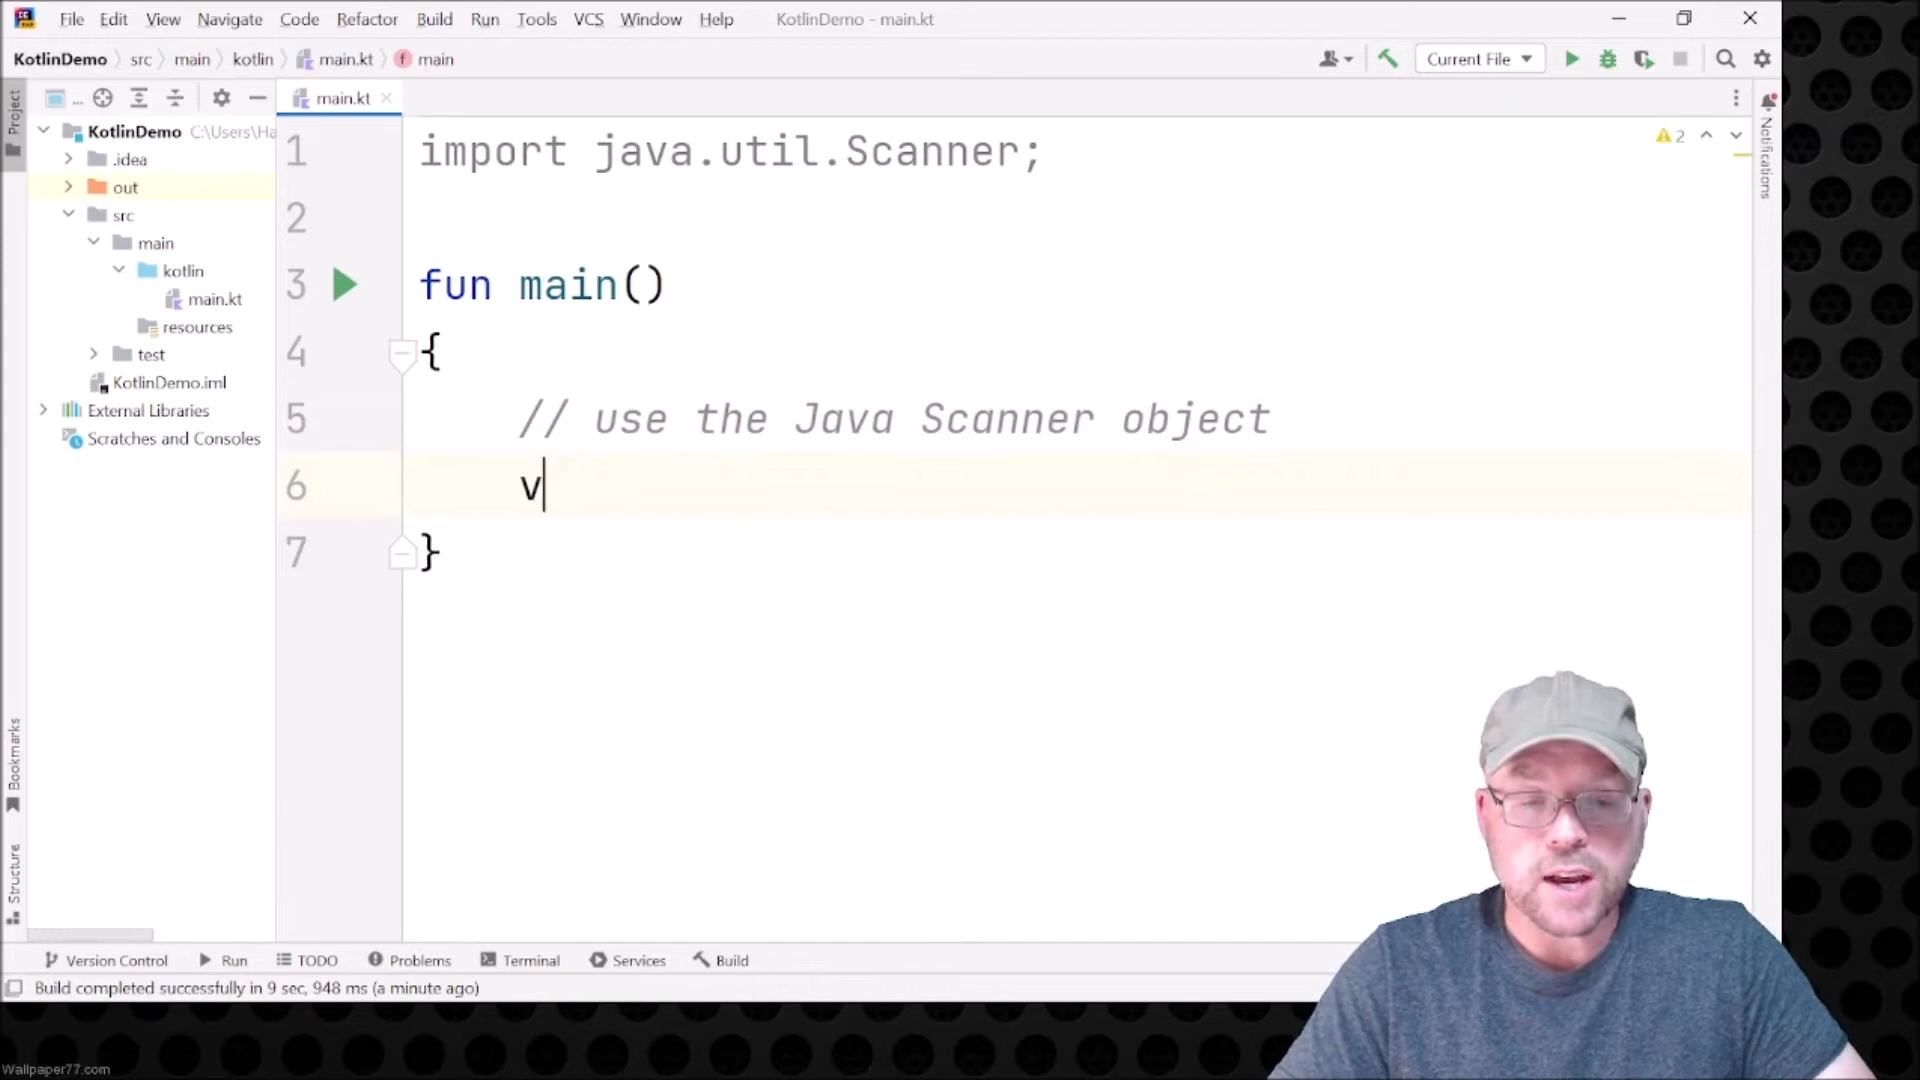 File Edit View Navigate Code Refactor Build Run Tools VCS Window Help KotlinDemo - main.kt
KotlinDemo src main kotlin main.kt main
Current File
Project
...
main.kt
KotlinDemo C:\Users\Ha
.idea
out
src
main
kotlin
main.kt
resources
test
KotlinDemo.iml
External Libraries
Scratches and Consoles
1 import java.util.Scanner;
2
3 fun main()
4 {
5 // use the Java Scanner object
6 v
7 }
2
Notifications
Bookmarks
Structure
Version Control Run TODO Problems Terminal Services Build
Build completed successfully in 9 sec, 948 ms (a minute ago)
Wallpaper77.com